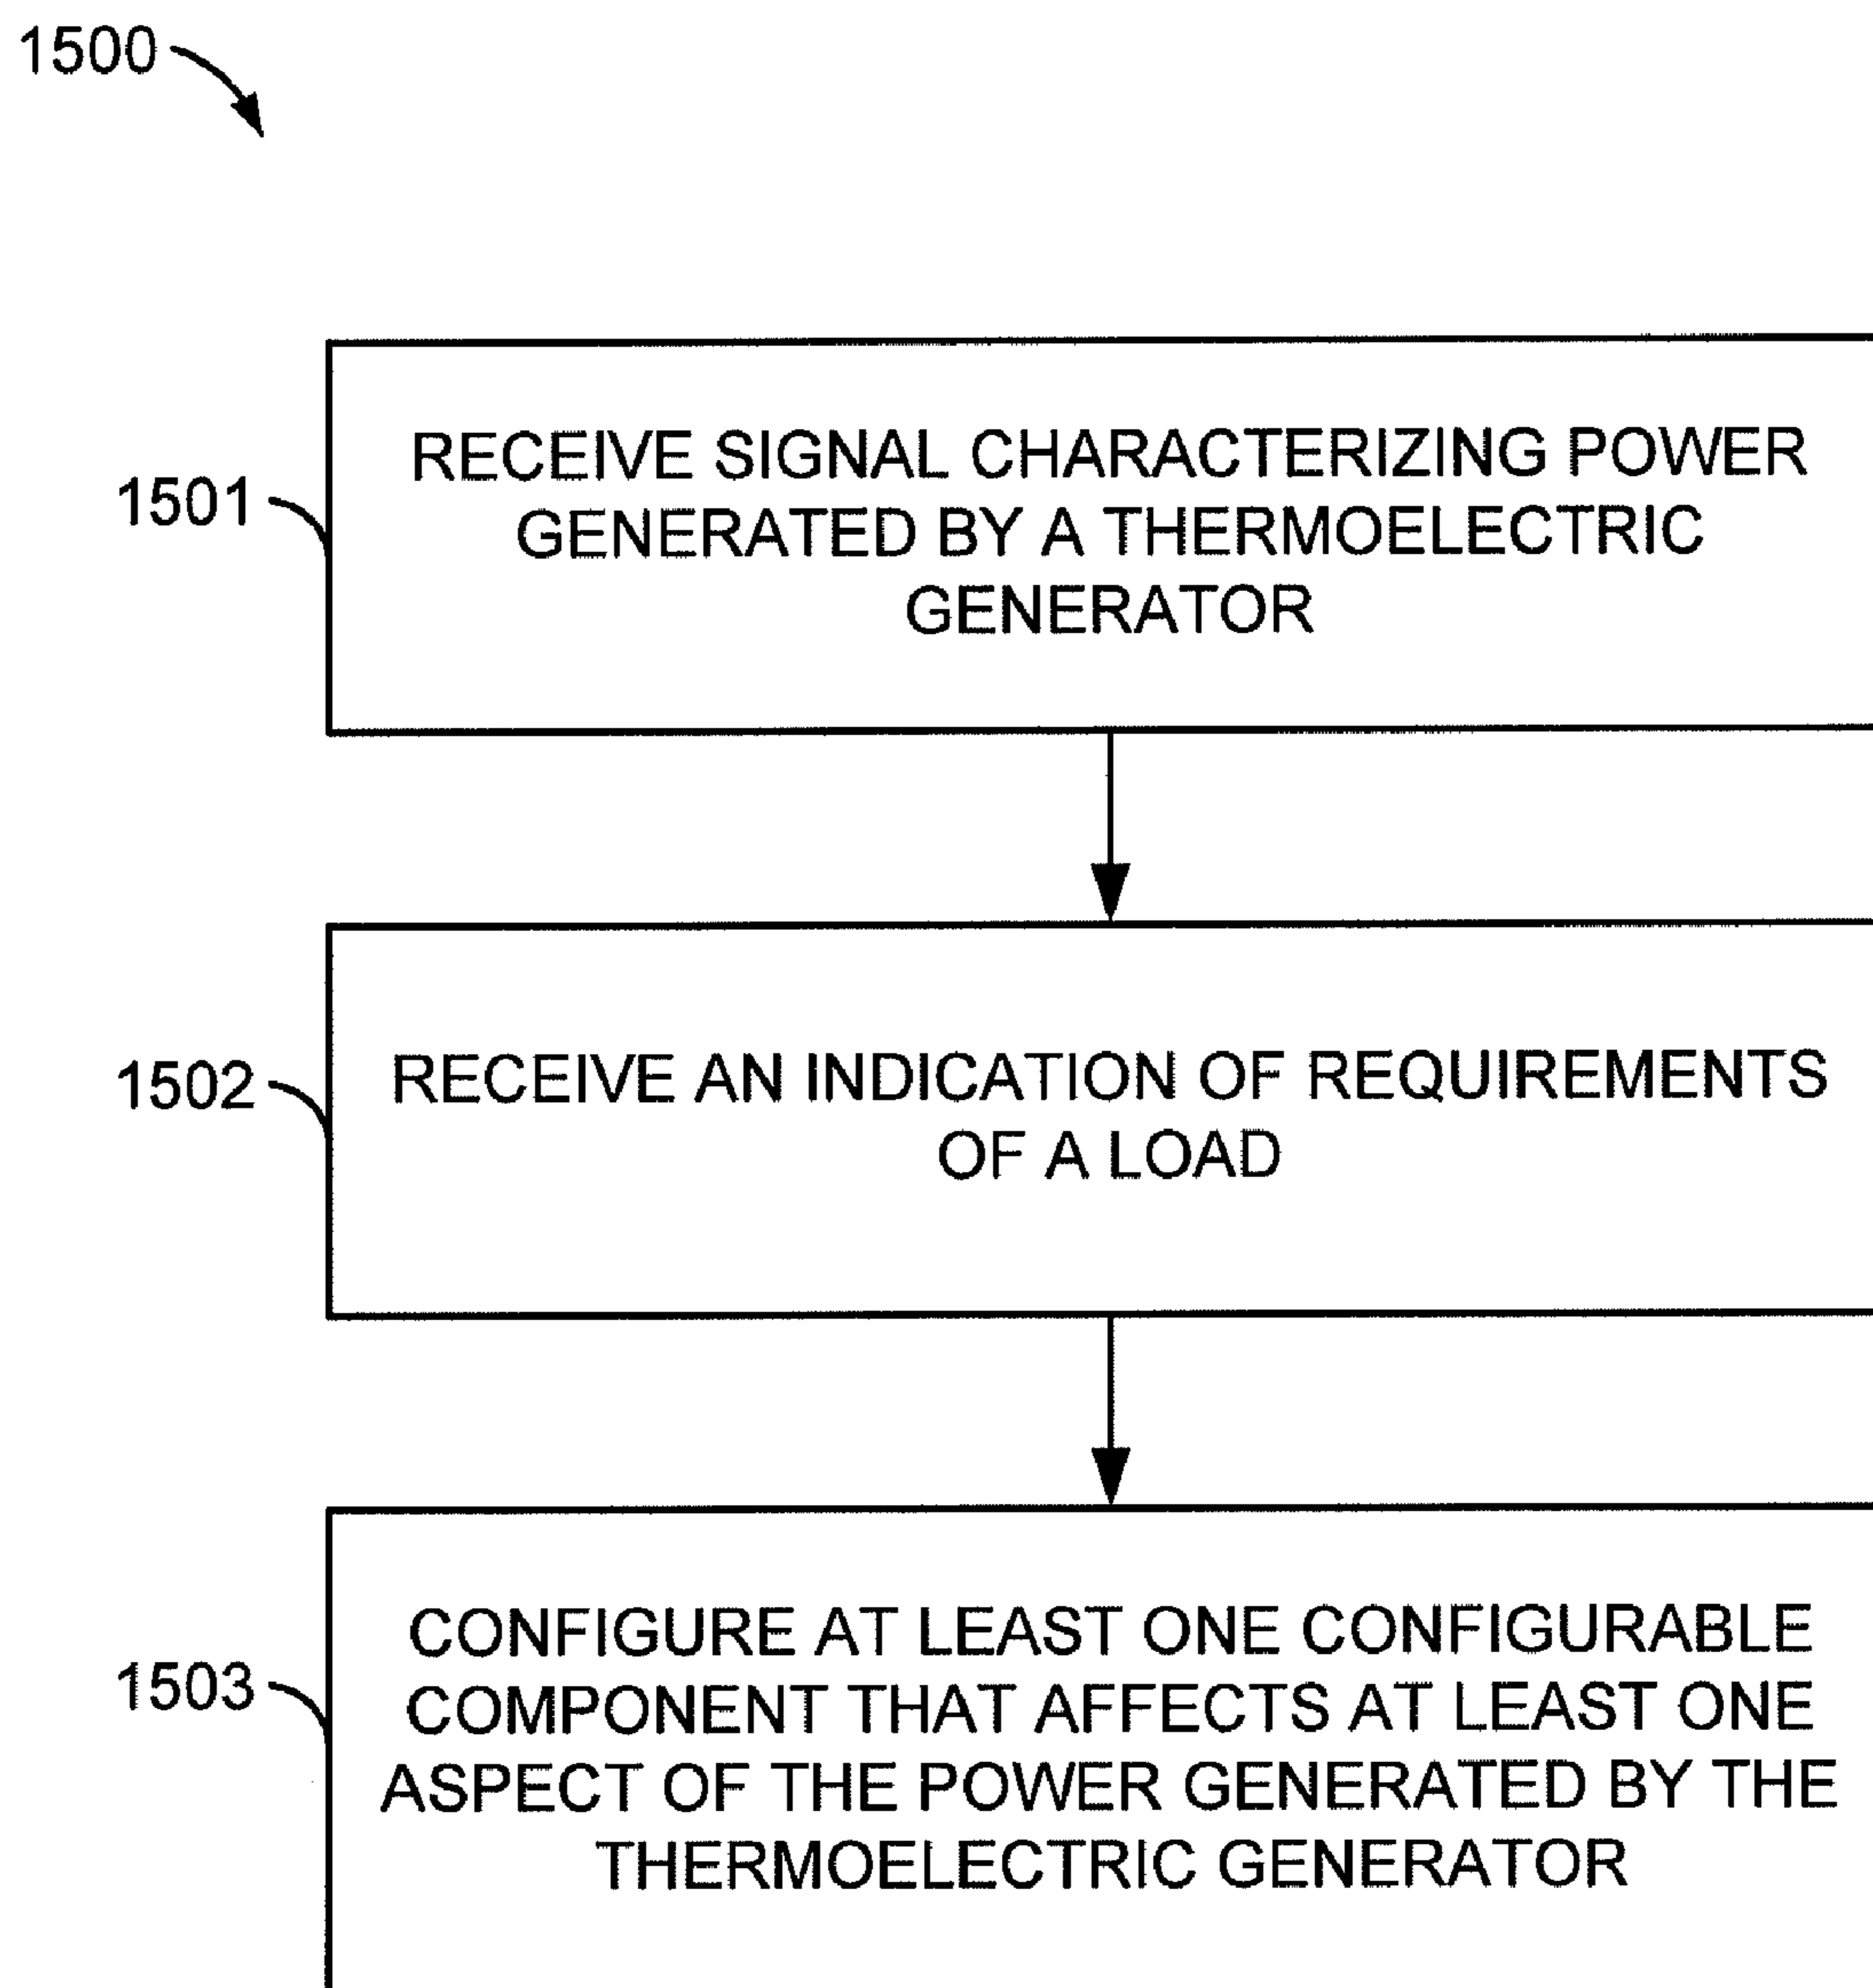 1500
1501
RECEIVE SIGNAL CHARACTERIZING POWER
GENERATED BY A THERMOELECTRIC
GENERATOR
1502
RECEIVE AN INDICATION OF REQUIREMENTS
OF A LOAD
1503
CONFIGURE AT LEAST ONE CONFIGURABLE
COMPONENT THAT AFFECTS AT LEAST ONE
ASPECT OF THE POWER GENERATED BY THE
THERMOELECTRIC GENERATOR